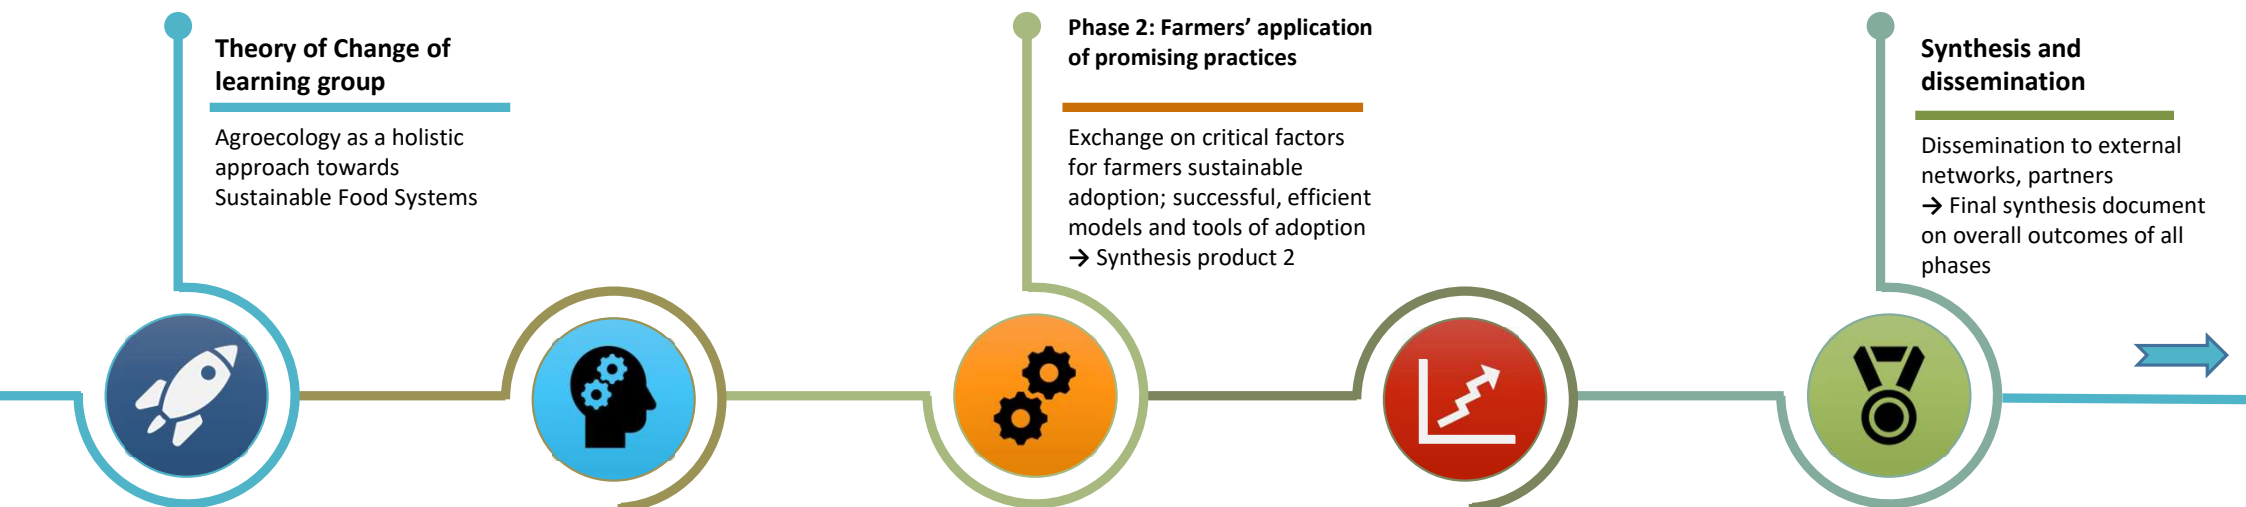 Theory of Change of
learning group
Agroecology as a holistic
approach towards
Sustainable Food Systems
Phase 2: Farmers’ application
of promising practices
Exchange on critical factors
for farmers sustainable
adoption; successful, efficient
models and tools of adoption
→ Synthesis product 2
Synthesis and
dissemination
Dissemination to external
networks, partners
→ Final synthesis document
on overall outcomes of all
phases